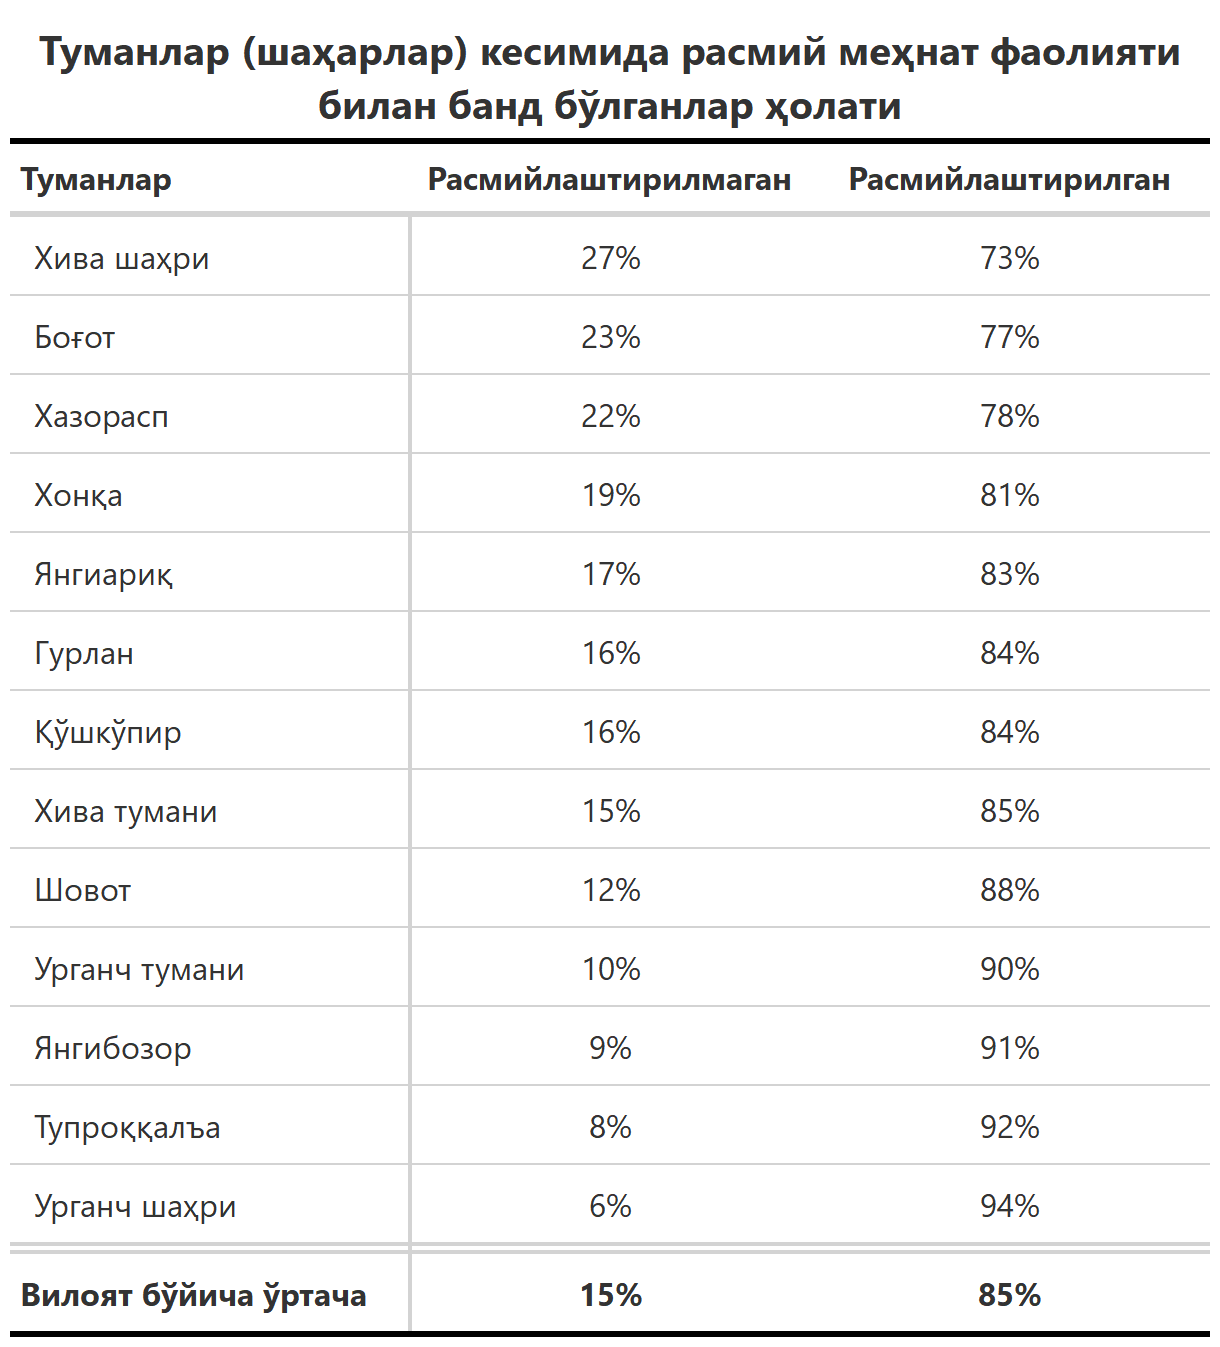 Туманлар (шаҳарлар) кесимида расмий меҳнат фаолияти
билан банд бўлганлар ҳолати
Туманлар Расмийлаштирилмаган Расмийлаштирилган
Хива шаҳри 27% 73%
Боғот 23% 77%
Хазорасп 22% 78%
Хонқа 19% 81%
Янгиариқ 17% 83%
Гурлан 16% 84%
Қўшкўпир 16% 84%
Хива тумани 15% 85%
Шовот 12% 88%
Урганч тумани 10% 90%
Янгибозор 9% 91%
Тупроққалъа 8% 92%
Урганч шаҳри 6% 94%
Вилоят бўйича ўртача 15% 85%